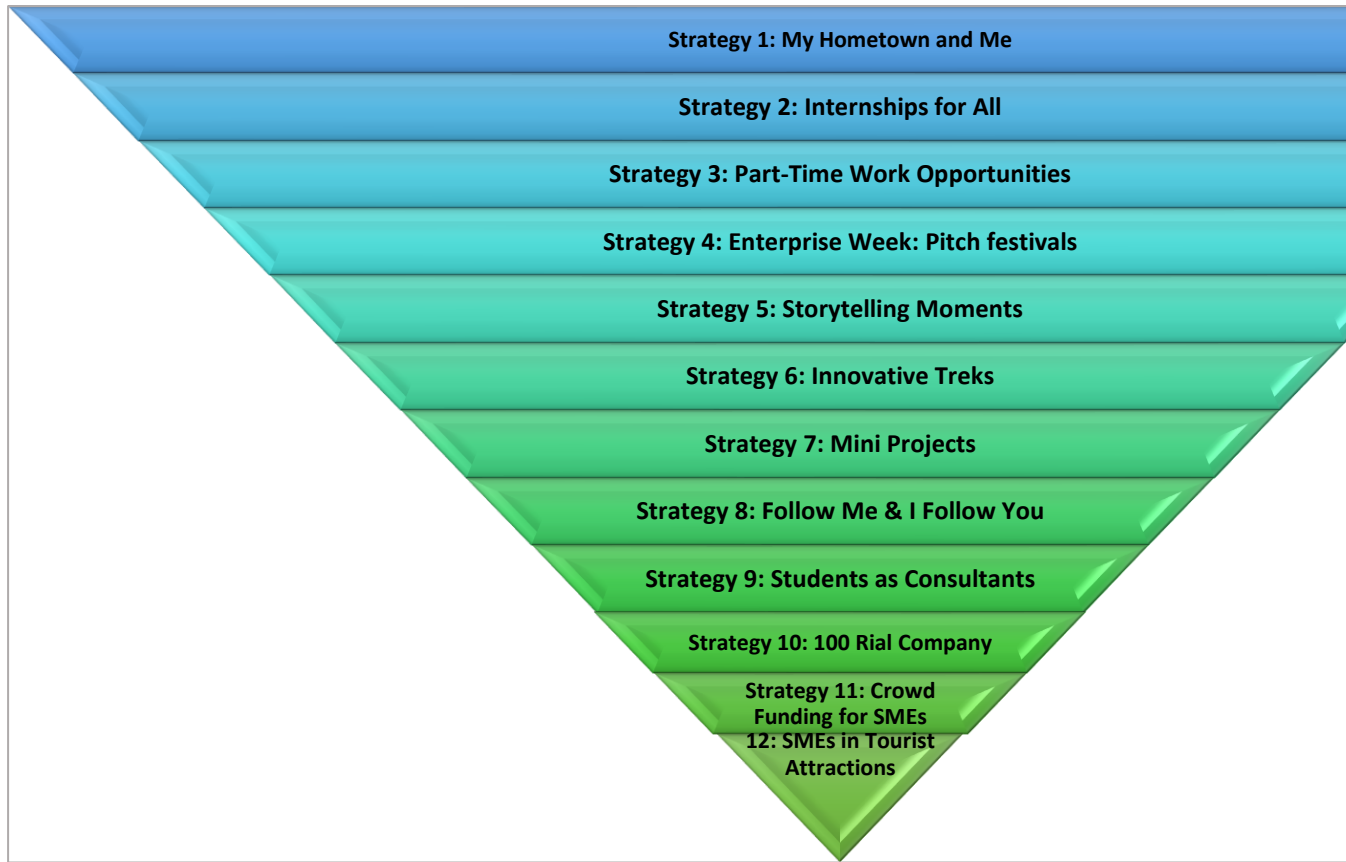 Strategy 1: My Hometown and Me
Strategy 2: Internships for All
Strategy 3: Part-Time Work Opportunities
Strategy 4: Enterprise Week: Pitch festivals
Strategy 5: Storytelling Moments
Strategy 6: Innovative Treks
Strategy 7: Mini Projects
Strategy 8: Follow Me & I Follow You
Strategy 9: Students as Consultants
Strategy 10: 100 Rial Company
Strategy 11: Crowd
Funding for SMEs
12: SMEs in Tourist
Attractions